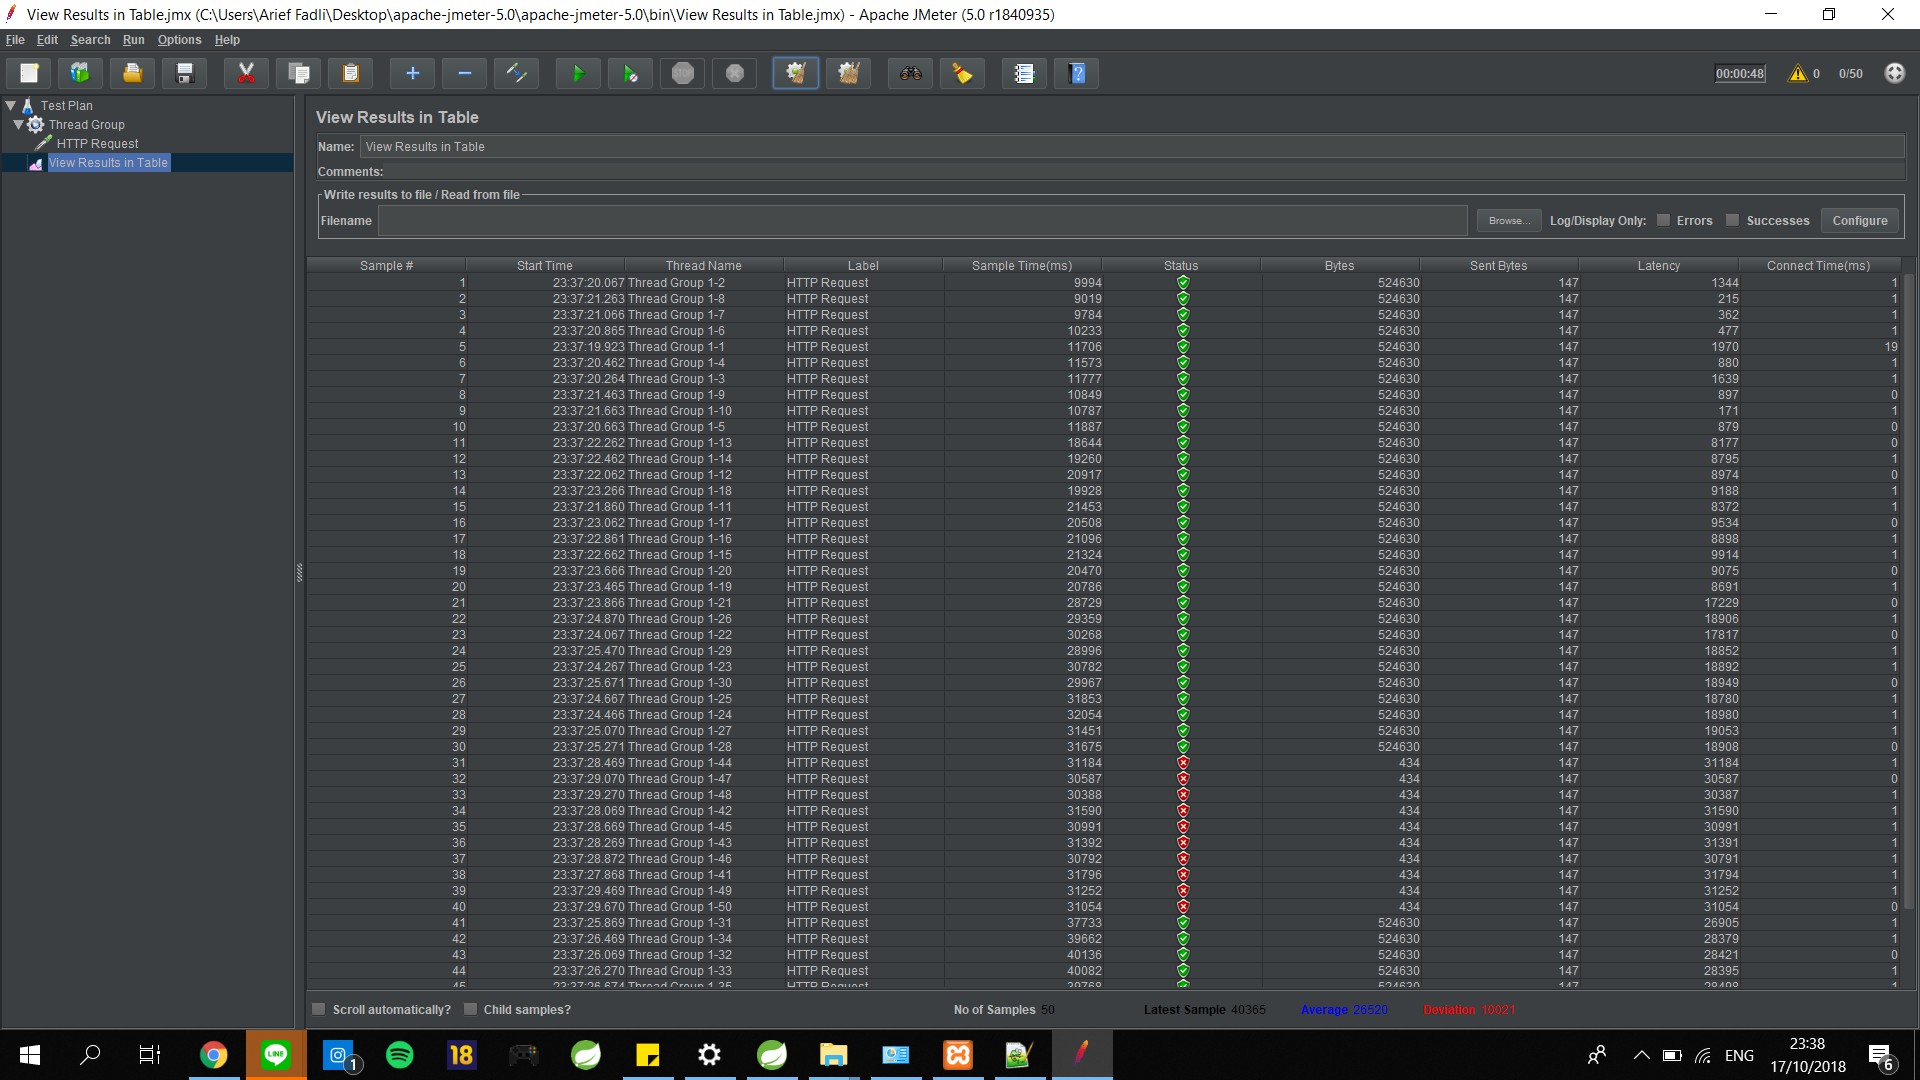 View Results in Table.jmx (C:\Users\Arief Fadli\Desktop\apache-jmeter-5.0\apache-jmeter-5.0\bin\View Results in Table.jmx) - Apache JMeter (5.0 r1840935)
File Edit Search Run Options Help
STOP 00:00:48 0 0/50
Test Plan
Thread Group
HTTP Request
View Results in Table
View Results in Table
Name: View Results in Table
Comments:
Write results to file / Read from file
Filename Browse... Log/Display Only: Errors Successes Configure
Sample # Start Time Thread Name Label Sample Time(ms) Status Bytes Sent Bytes Latency Connect Time(ms)
1 23:37:20.067 Thread Group 1-2 HTTP Request 9994 524630 147 1344 1
2 23:37:21.263 Thread Group 1-8 HTTP Request 9019 524630 147 215 1
3 23:37:21.066 Thread Group 1-7 HTTP Request 9784 524630 147 362 1
4 23:37:20.865 Thread Group 1-6 HTTP Request 10233 524630 147 477 1
5 23:37:19.923 Thread Group 1-1 HTTP Request 11706 524630 147 1970 19
6 23:37:20.462 Thread Group 1-4 HTTP Request 11573 524630 147 880 1
7 23:37:20.264 Thread Group 1-3 HTTP Request 11777 524630 147 1639 1
8 23:37:21.463 Thread Group 1-9 HTTP Request 10849 524630 147 897 0
9 23:37:21.663 Thread Group 1-10 HTTP Request 10787 524630 147 171 1
10 23:37:20.663 Thread Group 1-5 HTTP Request 11887 524630 147 879 0
11 23:37:22.262 Thread Group 1-13 HTTP Request 18644 524630 147 8177 0
12 23:37:22.462 Thread Group 1-14 HTTP Request 19260 524630 147 8795 1
13 23:37:22.062 Thread Group 1-12 HTTP Request 20917 524630 147 8974 0
14 23:37:23.266 Thread Group 1-18 HTTP Request 19928 524630 147 9188 1
15 23:37:21.860 Thread Group 1-11 HTTP Request 21453 524630 147 8372 1
16 23:37:23.062 Thread Group 1-17 HTTP Request 20508 524630 147 9534 0
17 23:37:22.861 Thread Group 1-16 HTTP Request 21096 524630 147 8898 1
18 23:37:22.662 Thread Group 1-15 HTTP Request 21324 524630 147 9914 1
19 23:37:23.666 Thread Group 1-20 HTTP Request 20470 524630 147 9075 0
20 23:37:23.465 Thread Group 1-19 HTTP Request 20786 524630 147 8691 1
21 23:37:23.866 Thread Group 1-21 HTTP Request 28729 524630 147 17229 0
22 23:37:24.870 Thread Group 1-26 HTTP Request 29359 524630 147 18906 1
23 23:37:24.067 Thread Group 1-22 HTTP Request 30268 524630 147 17817 0
24 23:37:25.470 Thread Group 1-29 HTTP Request 28996 524630 147 18852 1
25 23:37:24.267 Thread Group 1-23 HTTP Request 30782 524630 147 18892 1
26 23:37:25.671 Thread Group 1-30 HTTP Request 29967 524630 147 18949 0
27 23:37:24.667 Thread Group 1-25 HTTP Request 31853 524630 147 18780 1
28 23:37:24.466 Thread Group 1-24 HTTP Request 32054 524630 147 18980 1
29 23:37:25.070 Thread Group 1-27 HTTP Request 31451 524630 147 19053 1
30 23:37:25.271 Thread Group 1-28 HTTP Request 31675 524630 147 18908 0
31 23:37:28.469 Thread Group 1-44 HTTP Request 31184 434 147 31184 1
32 23:37:29.070 Thread Group 1-47 HTTP Request 30587 434 147 30587 0
33 23:37:29.270 Thread Group 1-48 HTTP Request 30388 434 147 30387 1
34 23:37:28.069 Thread Group 1-42 HTTP Request 31590 434 147 31590 1
35 23:37:28.669 Thread Group 1-45 HTTP Request 30991 434 147 30991 1
36 23:37:28.269 Thread Group 1-43 HTTP Request 31392 434 147 31391 1
37 23:37:28.872 Thread Group 1-46 HTTP Request 30792 434 147 30791 1
38 23:37:27.868 Thread Group 1-41 HTTP Request 31796 434 147 31794 1
39 23:37:29.469 Thread Group 1-49 HTTP Request 31252 434 147 31252 1
40 23:37:29.670 Thread Group 1-50 HTTP Request 31054 434 147 31054 0
41 23:37:25.869 Thread Group 1-31 HTTP Request 37733 524630 147 26905 1
42 23:37:26.469 Thread Group 1-34 HTTP Request 39662 524630 147 28379 1
43 23:37:26.069 Thread Group 1-32 HTTP Request 40136 524630 147 28421 0
44 23:37:26.270 Thread Group 1-33 HTTP Request 40082 524630 147 28395 1
45 23:37:26.674 Thread Group 1-35 HTTP Request 39768 524630 147
Scroll automatically? Child samples? No of Samples 50 Latest Sample 40365 Average 26520 Deviation 10021
LINE 1 18 ENG 23:38 6
17/10/2018